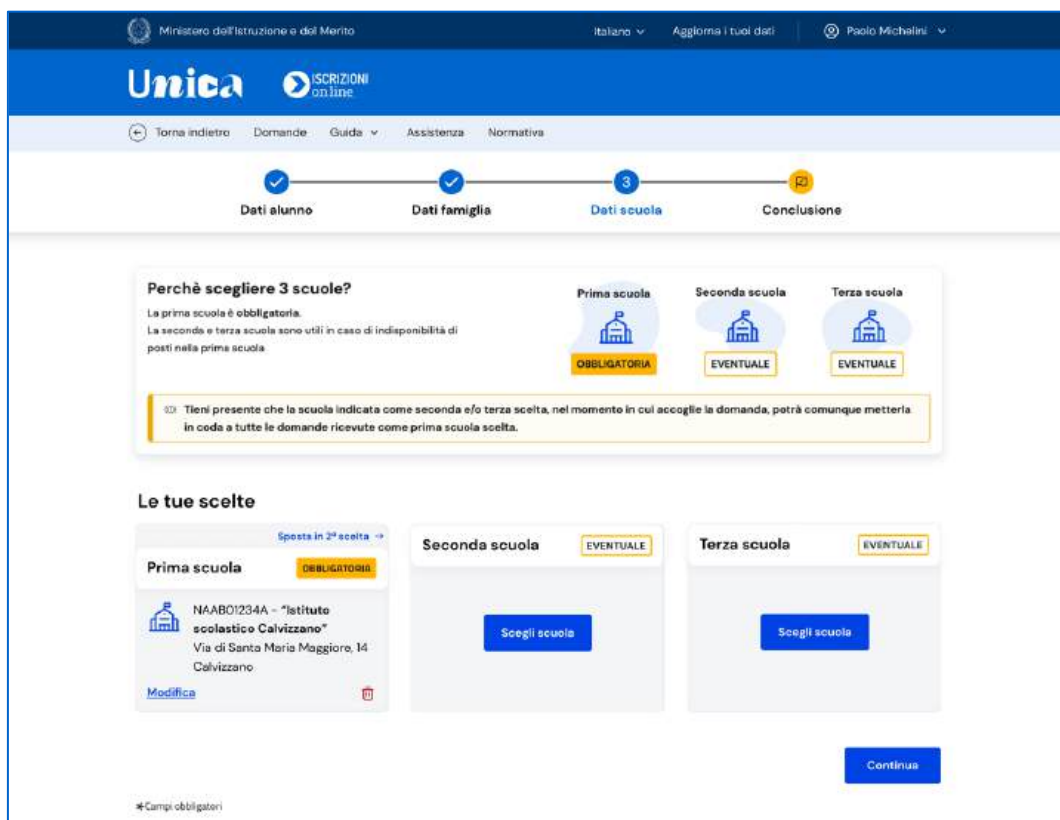 Ministero dell'Istruzione e del Merito
Italiano
Aggiorna i tuoi dati
Paolo Michelini
Unica
ISCRIZIONI
online
Torna indietro
Domande
Guida
Assistenza
Normativa
3
Dati alunno
Dati famiglia
Dati scuola
Conclusione
Perchè scegliere 3 scuole?
La prima scuola è obbligatoria.
La seconda e terza scuola sono utili in caso di indisponibilità di
posti nella prima scuola
Prima scuola
Seconda scuola
Terza scuola
OBBLIGATORIA
EVENTUALE
EVENTUALE
Tieni presente che la scuola indicata come seconda e/o terza scelta, nel momento in cui accoglie la domanda, potrà comunque metterla
in coda a tutte le domande ricevute come prima scuola scelta.
Le tue scelte
Sposta in 2ª scelta →
Prima scuola
OBBLIGATORIA
NAAB01234A - "Istituto
scolastico Calvizzano"
Via di Santa Maria Maggiore, 14
Calvizzano
Modifica
Seconda scuola
EVENTUALE
Scegli scuola
Terza scuola
EVENTUALE
Scegli scuola
Continua
*Campi obbligatori